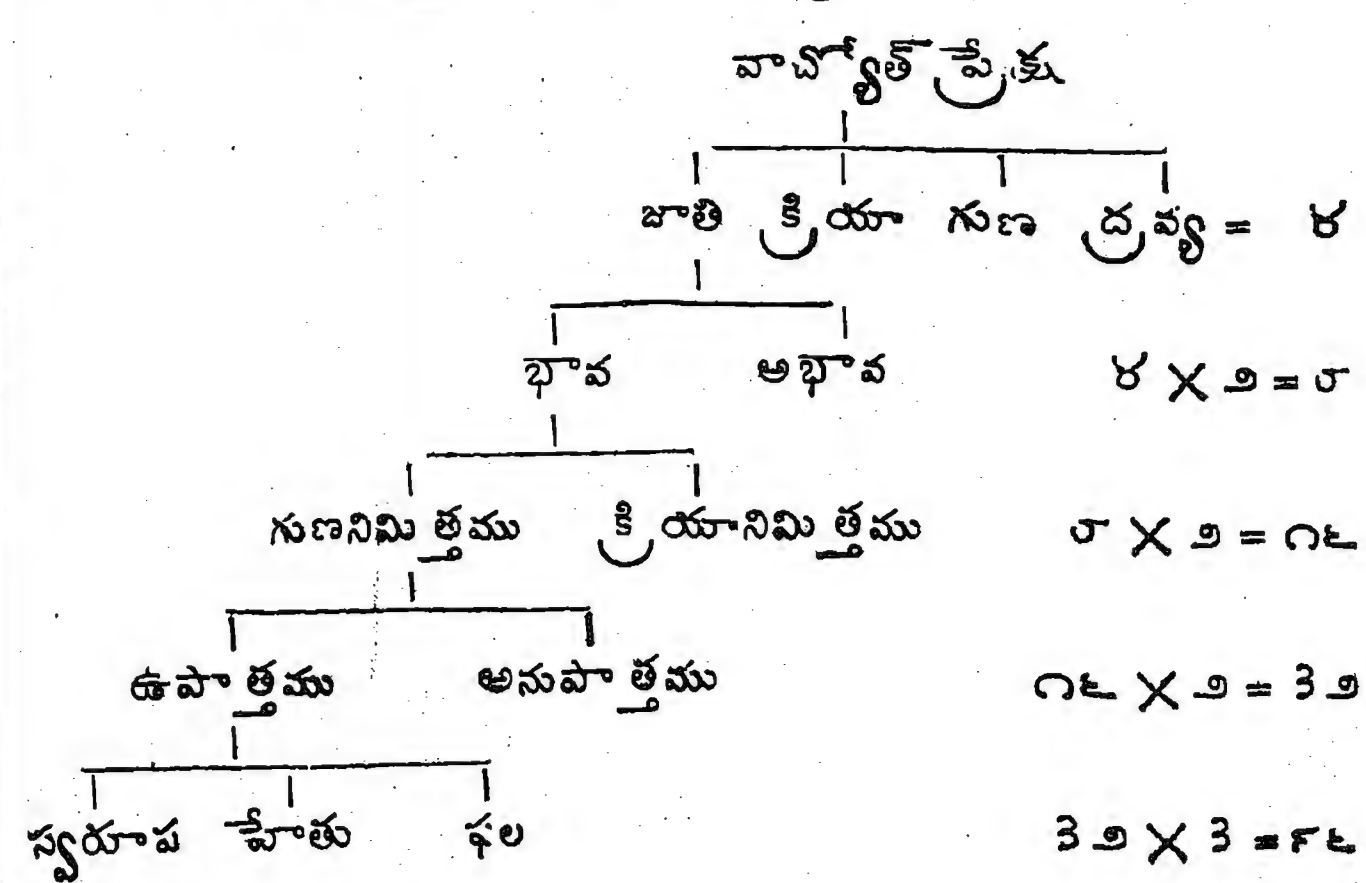 వాచ్యోత్ప్రేక్ష
జాతి క్రియా గుణ ద్రవ్య = ౪
భావ అభావ ౪ × ౨ = ౮
గుణనిమిత్తము క్రియానిమిత్తము ౮ × ౨ = ౧౬
ఉపాత్తము అనుపాత్తము ౧౬ × ౨ = ౩౨
స్వరూప హేతు ఫల ౩౨ × ౩ = ౯౬